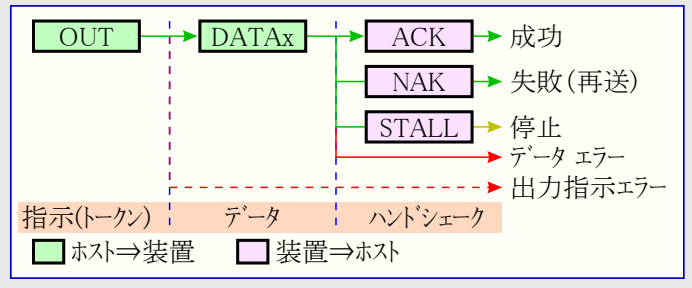 OUT DATAx ACK 成功
NAK 失敗(再送)
STALL 停止
データ エラー
出力指示エラー
指示(トークン) データ ハンドシェーク
ホスト⇒装置 装置⇒ホスト